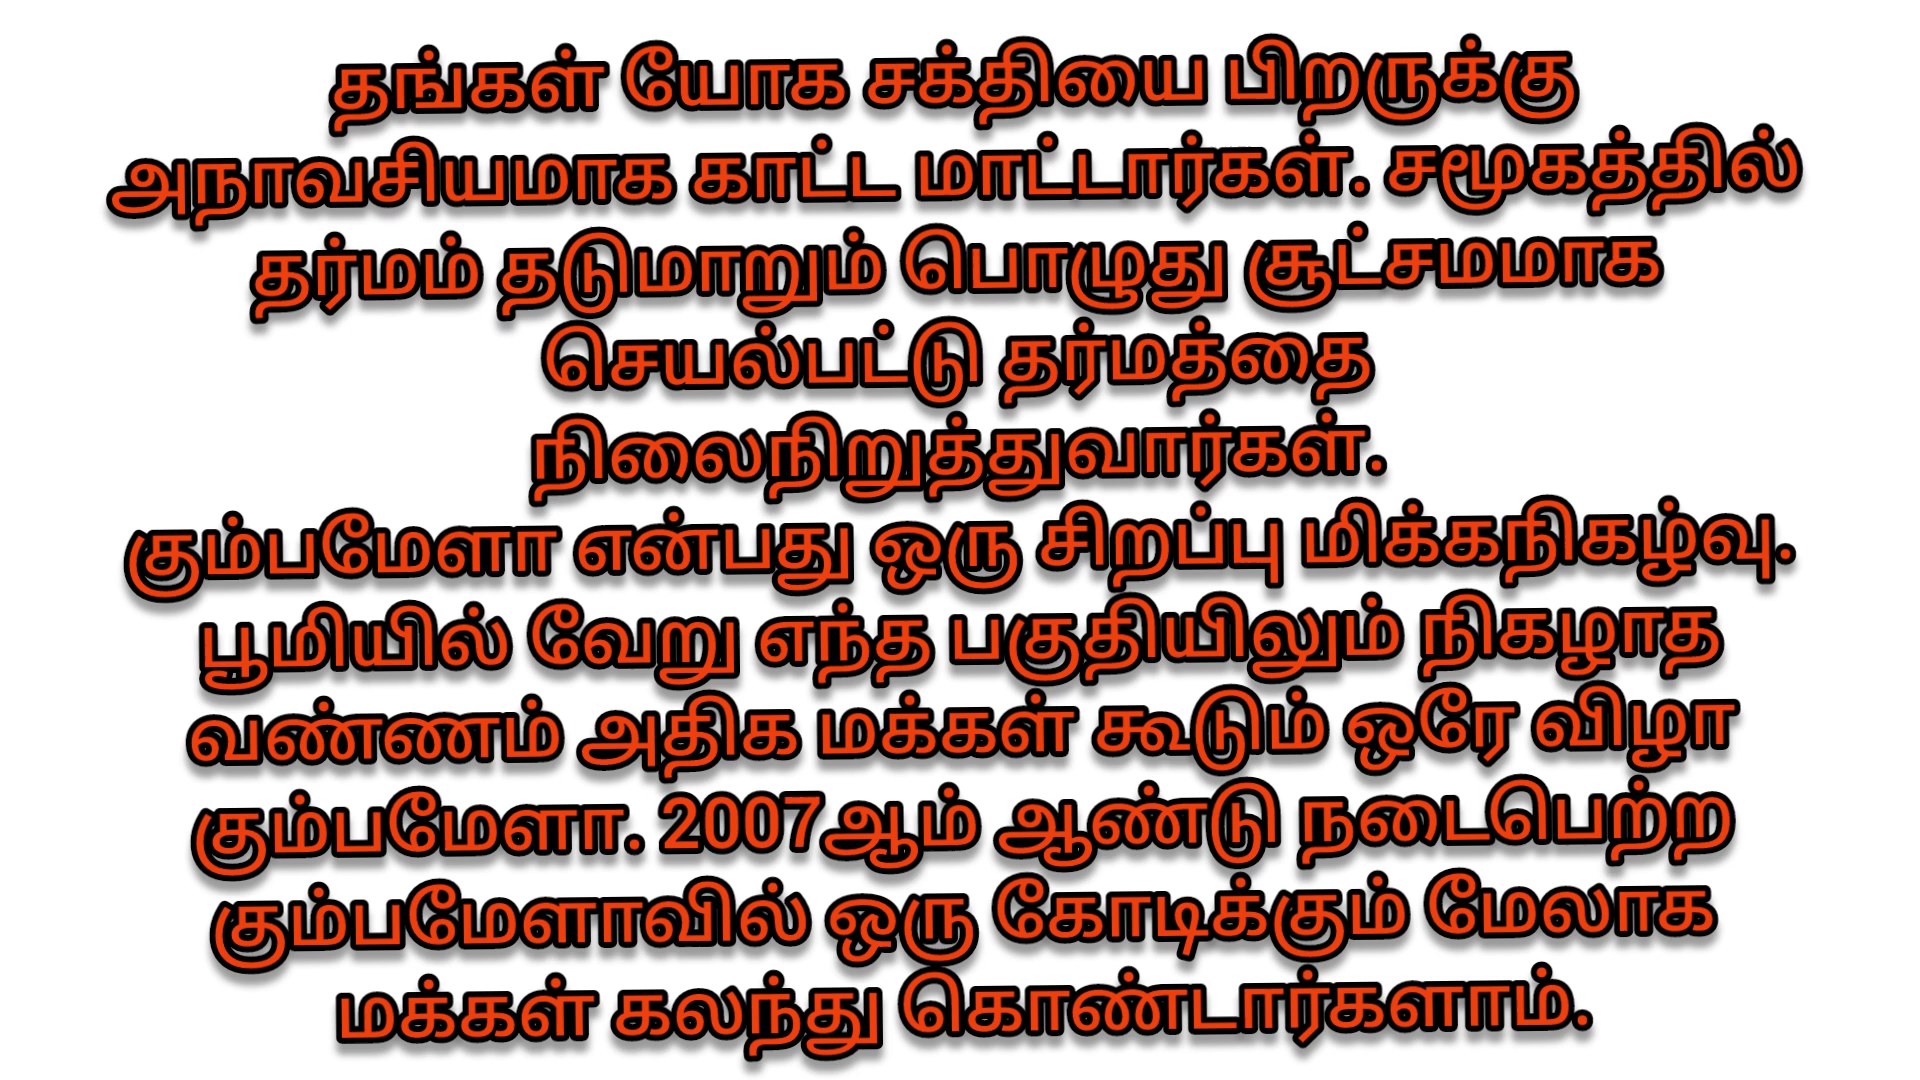 தங்கள் யோக சக்தியை பிறருக்கு
அநாவசியமாக காட்ட மாட்டார்கள். சமூகத்தில்
தர்மம் தடுமாறும் பொழுது சூட்சமமாக
செயல்பட்டு தர்மத்தை
நிலைநிறுத்துவார்கள்.
கும்பமேளா என்பது ஒரு சிறப்பு மிக்கநிகழ்வு.
பூமியில் வேறு எந்த பகுதியிலும் நிகழாத
வண்ணம் அதிக மக்கள் கூடும் ஒரே விழா
கும்பமேளா. 2007ஆம் ஆண்டு நடைபெற்ற
கும்பமேளாவில் ஒரு கோடிக்கும் மேலாக
மக்கள் கலந்து கொண்டார்களாம்.